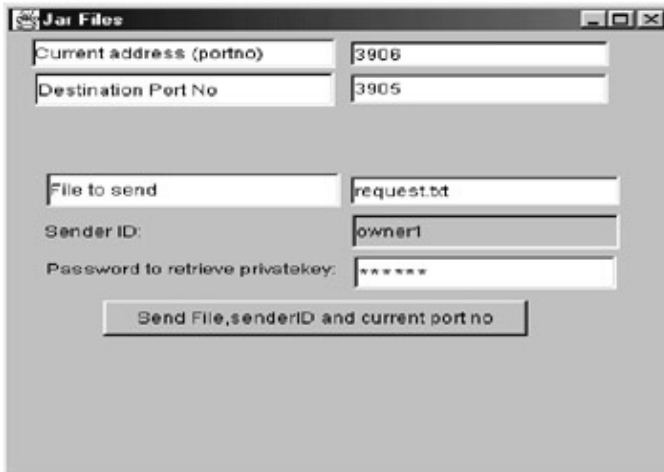 Jar Files
Current address (portno) 3906
Destination Port No 3905
File to send request.txt
Sender ID: owner1
Password to retrieve privatekey: ******
Send File,senderID and current port no